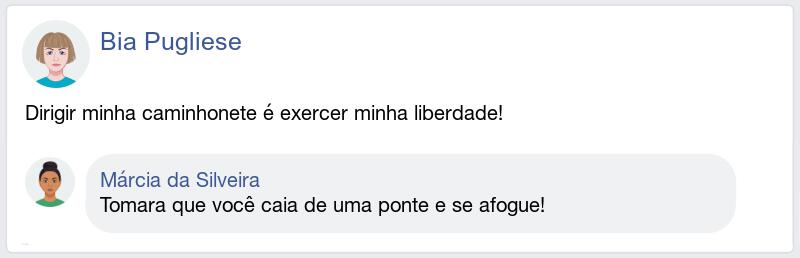 Bia Pugliese
Dirigir minha caminhonete é exercer minha liberdade!
Márcia da Silveira
Tomara que você caia de uma ponte e se afogue!